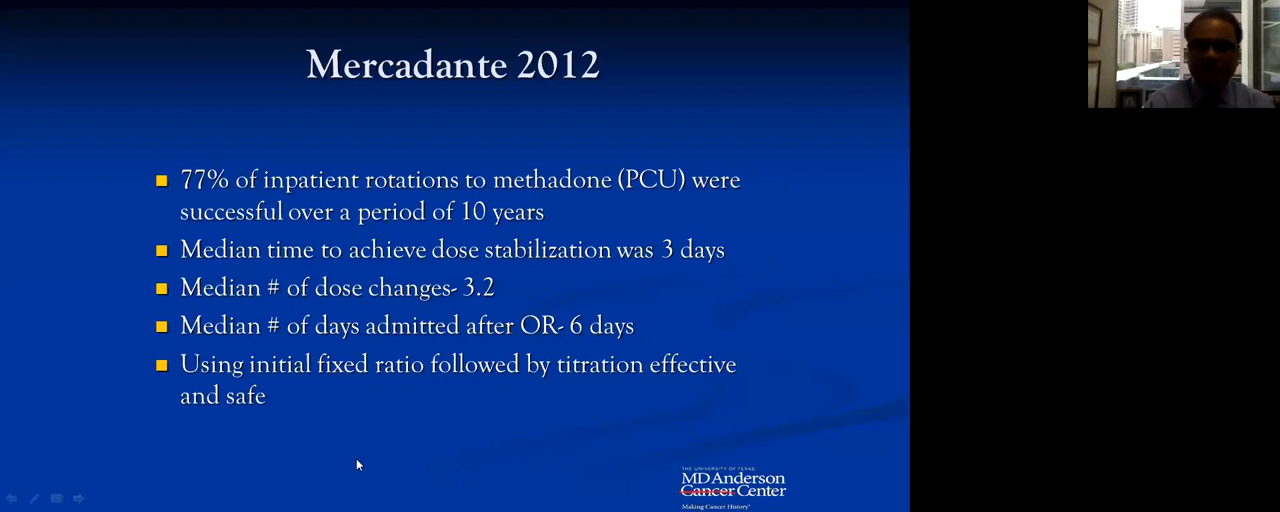 Mercadante 2012
77% of inpatient rotations to methadone (PCU) were
successful over a period of 10 years
Median time to achieve dose stabilization was 3 days
Median # of dose changes- 3.2
Median # of days admitted after OR- 6 days
Using initial fixed ratio followed by titration effective
and safe
THE UNIVERSITY OF TEXAS
MD Anderson
Cancer Center
Making Cancer History®